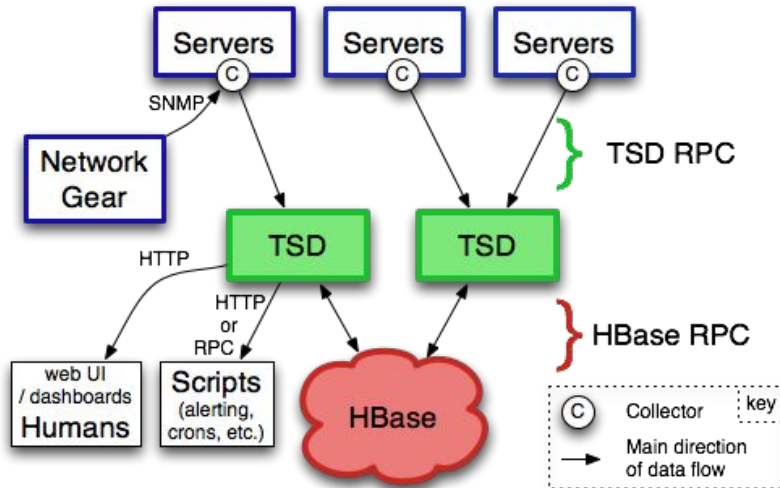 Servers
Servers
Servers
C
C
C
SNMP
Network
Gear
TSD RPC
TSD
TSD
HTTP
HTTP
or
RPC
HBase RPC
web UI
/ dashboards
Humans
Scripts
(alerting,
crons, etc.)
HBase
C
Collector
key
Main direction
of data flow